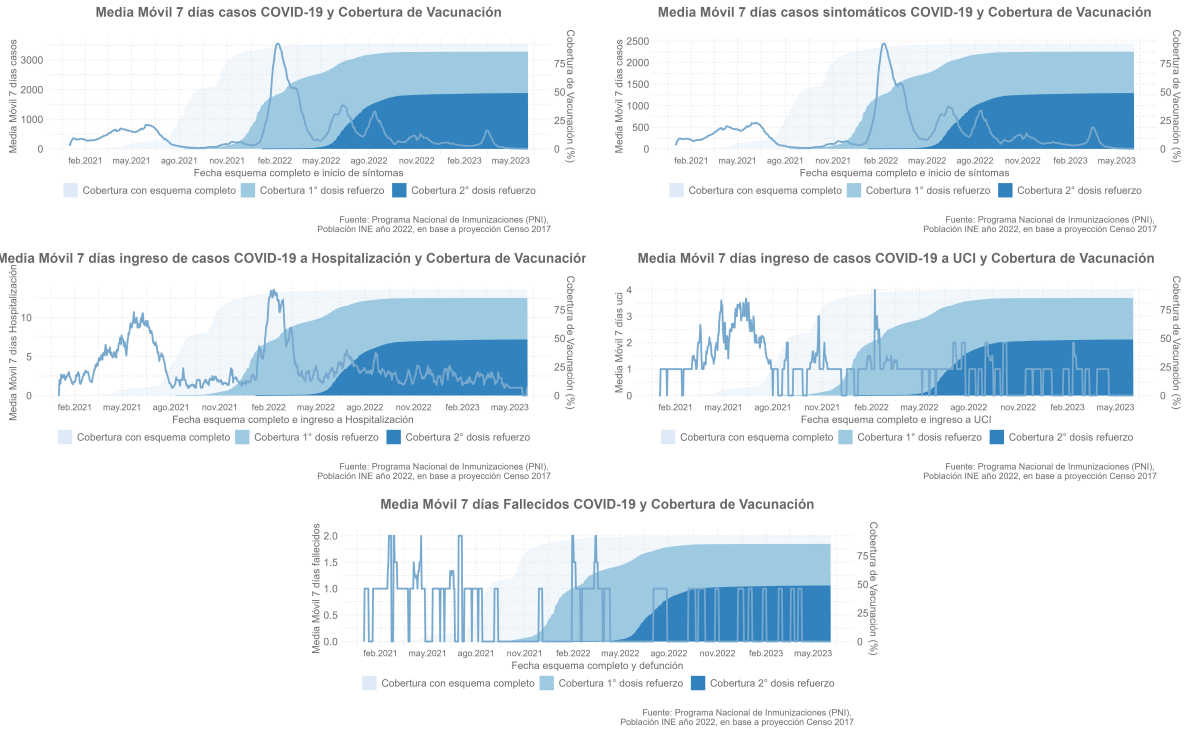 Media Móvil 7 días casos COVID-19 y Cobertura de Vacunación
Media Móvil 7 días casos
3000
2000
1000
0
75
50
25
0
Cobertura de Vacunación (%)
feb.2021 may.2021 ago.2021 nov.2021 feb.2022 may.2022 ago.2022 nov.2022 feb.2023 may.2023
Fecha esquema completo e inicio de síntomas
Cobertura con esquema completo Cobertura 1° dosis refuerzo Cobertura 2° dosis refuerzo
Fuente: Programa Nacional de Inmunizaciones (PNI),
Población INE año 2022, en base a proyección Censo 2017
Media Móvil 7 días casos sintomáticos COVID-19 y Cobertura de Vacunación
Media Móvil 7 días casos
2500
2000
1500
1000
500
0
75
50
25
0
Cobertura de Vacunación (%)
feb.2021 may.2021 ago.2021 nov.2021 feb.2022 may.2022 ago.2022 nov.2022 feb.2023 may.2023
Fecha esquema completo e inicio de síntomas
Cobertura con esquema completo Cobertura 1° dosis refuerzo Cobertura 2° dosis refuerzo
Fuente: Programa Nacional de Inmunizaciones (PNI),
Población INE año 2022, en base a proyección Censo 2017
Media Móvil 7 días ingreso de casos COVID-19 a Hospitalización y Cobertura de Vacunación
Media Móvil 7 días Hospitalización
10
5
0
75
50
25
0
Cobertura de Vacunación (%)
feb.2021 may.2021 ago.2021 nov.2021 feb.2022 may.2022 ago.2022 nov.2022 feb.2023 may.2023
Fecha esquema completo e ingreso a Hospitalización
Cobertura con esquema completo Cobertura 1° dosis refuerzo Cobertura 2° dosis refuerzo
Fuente: Programa Nacional de Inmunizaciones (PNI),
Población INE año 2022, en base a proyección Censo 2017
Media Móvil 7 días ingreso de casos COVID-19 a UCI y Cobertura de Vacunación
Media Móvil 7 días uci
4
3
2
1
0
75
50
25
0
Cobertura de Vacunación (%)
feb.2021 may.2021 ago.2021 nov.2021 feb.2022 may.2022 ago.2022 nov.2022 feb.2023 may.2023
Fecha esquema completo e ingreso a UCI
Cobertura con esquema completo Cobertura 1° dosis refuerzo Cobertura 2° dosis refuerzo
Fuente: Programa Nacional de Inmunizaciones (PNI),
Población INE año 2022, en base a proyección Censo 2017
Media Móvil 7 días Fallecidos COVID-19 y Cobertura de Vacunación
Media Móvil 7 días fallecidos
2.0
1.5
1.0
0.5
0.0
75
50
25
0
Cobertura de Vacunación (%)
feb.2021 may.2021 ago.2021 nov.2021 feb.2022 may.2022 ago.2022 nov.2022 feb.2023 may.2023
Fecha esquema completo y defunción
Cobertura con esquema completo Cobertura 1° dosis refuerzo Cobertura 2° dosis refuerzo
Fuente: Programa Nacional de Inmunizaciones (PNI),
Población INE año 2022, en base a proyección Censo 2017